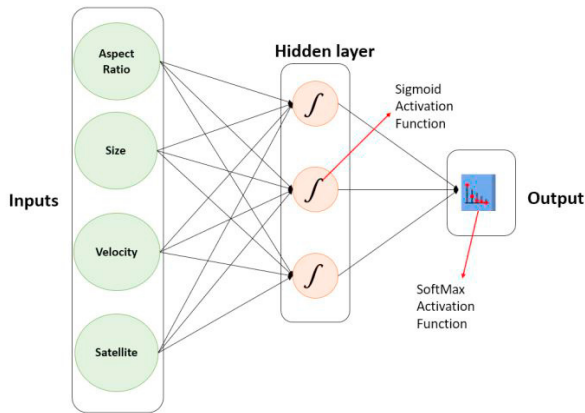 Aspect
Ratio
Size
Velocity
Satellite
Inputs
Hidden layer
∫
∫
∫
Sigmoid
Activation
Function
Output
SoftMax
Activation
Function